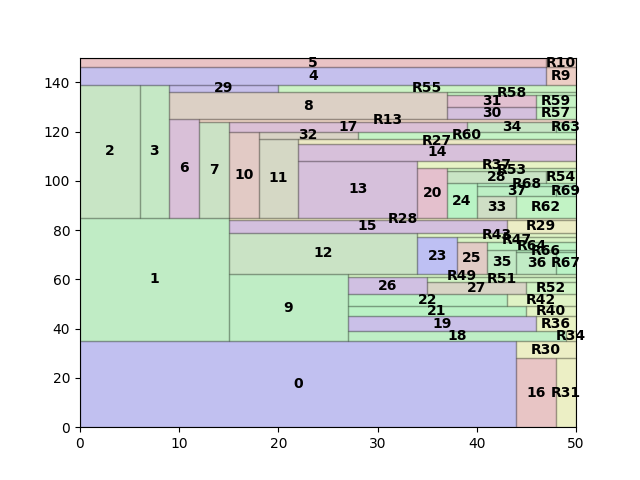 5 R10
4 R9
140
29 R55
R58
31 R59
8
30 R57
R13
120
17 34 R63
32 R60
R27
2 3 14
6 7 10 11 R37
R53
28 R54
R68
100
13 20 37 R69
24
33 R62
R28
80
15 R29
R43
R47
R64
12 23 25 R66
35 36 R67
R49
R51
1
60
26 27 R52
22 R42
9 21 R40
40
19 R36
18 R34
R30
20
0 16 R31
0
0 10 20 30 40 50